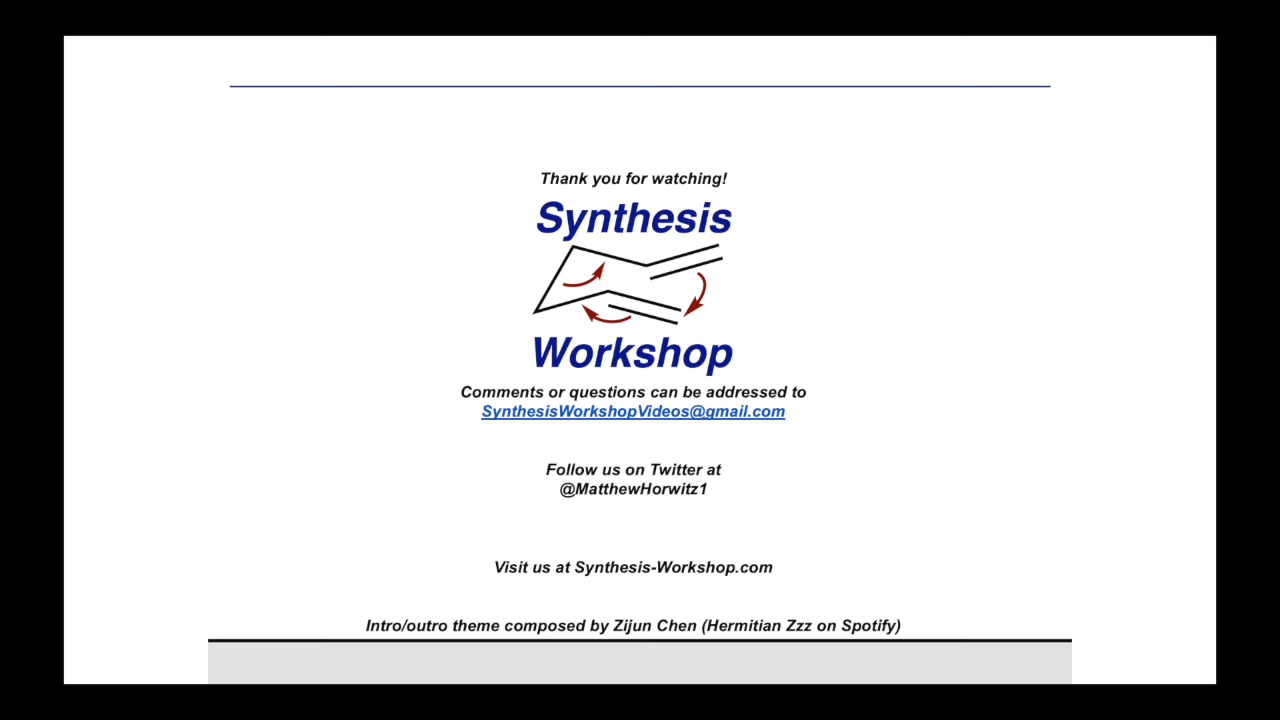 Thank you for watching!
Synthesis
Workshop
Comments or questions can be addressed to
SynthesisWorkshopVideos@gmail.com
Follow us on Twitter at
@MatthewHorwitz1
Visit us at Synthesis-Workshop.com
Intro/outro theme composed by Zijun Chen (Hermitian Zzz on Spotify)